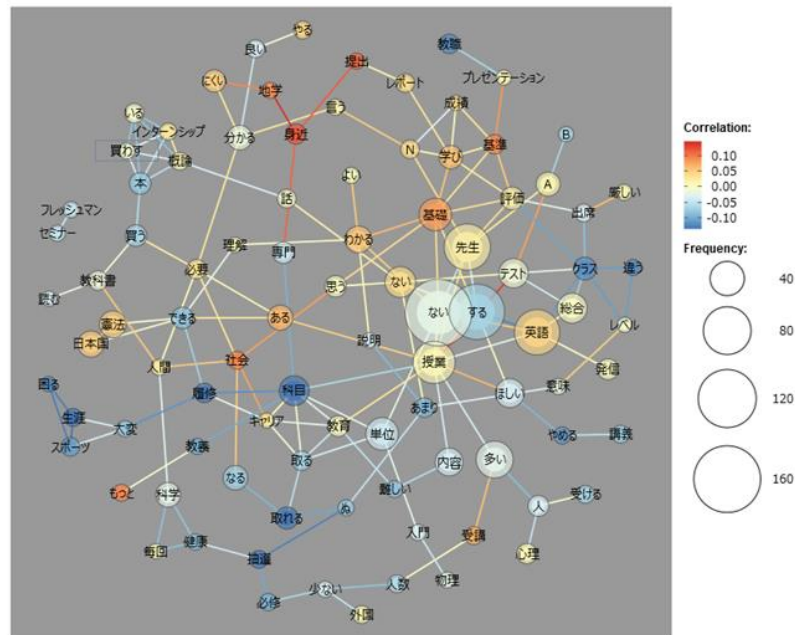 やる
良い
教職
提出
にくい
地学
レポート
プレゼンテーション
言う
成績
いる
インターンシップ
分かる
身近
B
買わす
概論
N
学び
基準
本
よい
A
話
評価
厳しい
フレッシュマン
基礎
出席
セミナー
買う
理解
わかる
専門
先生
必要
テスト
クラス
違う
教科書
思う
ない
読む
ある
ない
する
総合
できる
憲法
英語
レベル
日本国
説明
人間
社会
授業
発信
困る
履修
科目
ほしい
意味
生涯
あまり
大変
キャリア
教育
単位
やめる
講義
スポーツ
教養
取る
内容
多い
なる
もっと
科学
難しい
受ける
取れる
ぬ
人
入門
受講
毎回
健康
抽選
心理
物理
人数
必修
少ない
外国
Correlation:
0.10
0.05
0.00
-0.05
-0.10
Frequency:
40
80
120
160